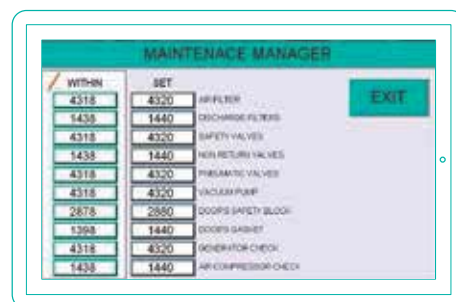 MAINTENACE MANAGER
WITHIN SET
4318 4320 AIR FILTER
1438 1440 DISCHARGE FILTERS
4318 4320 SAFETY VALVES
1438 1440 NON RETURN VALVES
4318 4320 PNEUMATIC VALVES
4318 4320 VACUUM PUMP
2878 2880 DOORS SAFETY BLOCK
1398 1440 DOORS GASKET
4318 4320 GENERATOR CHECK
1438 1440 AIR COMPRESSOR CHECK
EXIT